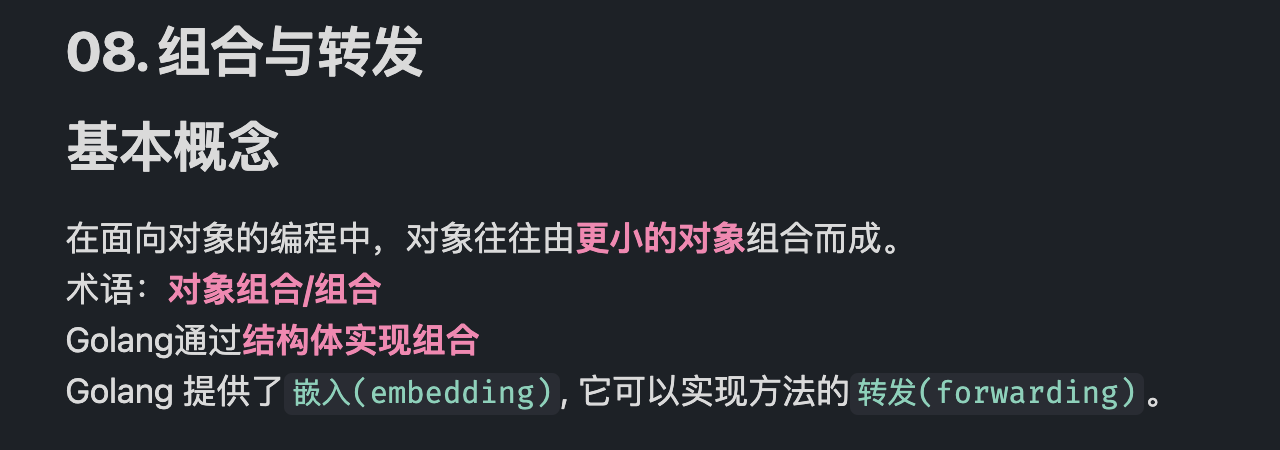 08. 组合与转发
基本概念
在面向对象的编程中，对象往往由更小的对象组合而成。
术语：对象组合/组合
Golang通过结构体实现组合
Golang 提供了嵌入(embedding), 它可以实现方法的转发(forwarding)。